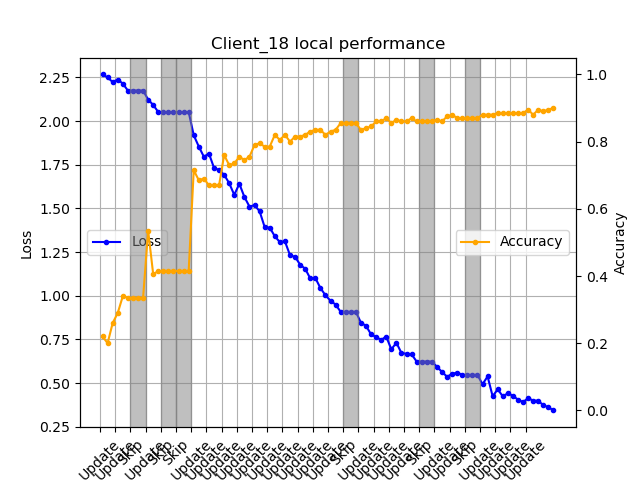 Client_18 local performance
2.25
2.00
1.75
1.50
1.25
1.00
0.75
0.50
0.25
Loss
Loss
Accuracy
1.0
0.8
0.6
0.4
0.2
0.0
Accuracy
Update
Update
Skip
Update
Skip
Skip
Update
Update
Update
Update
Update
Update
Update
Update
Update
Update
Skip
Update
Update
Update
Update
Skip
Update
Update
Skip
Update
Update
Update
Update